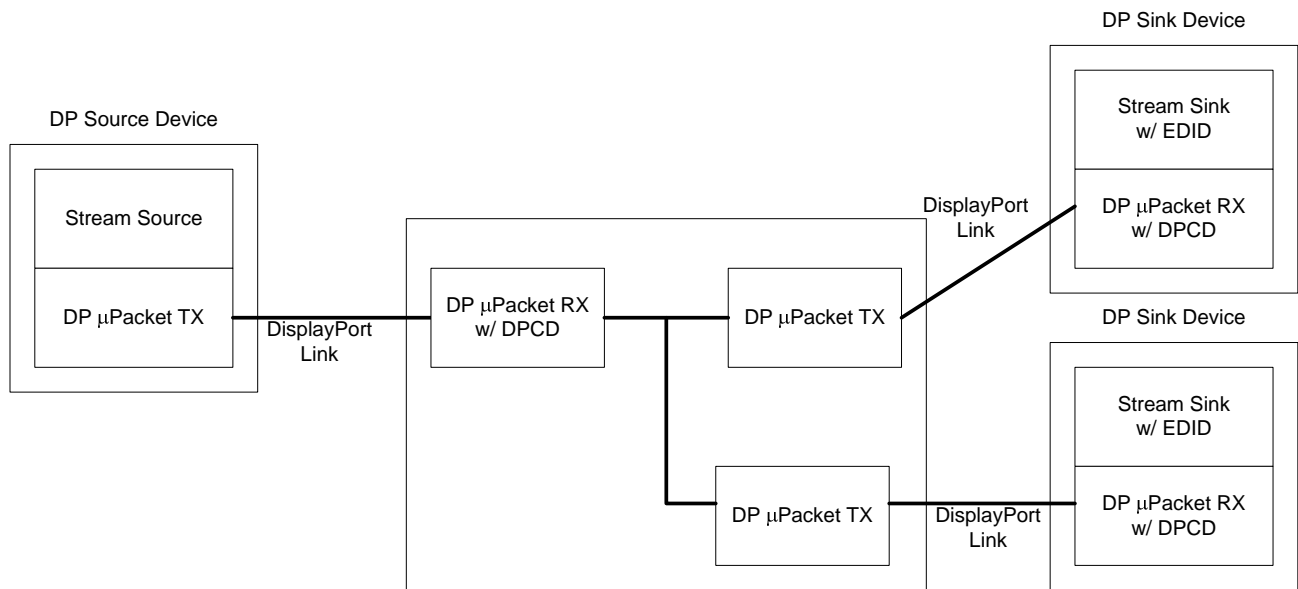 DP Source Device
Stream Source
DP μPacket TX
DisplayPort
Link
DP μPacket RX
w/ DPCD
DP μPacket TX
DP μPacket TX
DisplayPort
Link
DisplayPort
Link
DP Sink Device
Stream Sink
w/ EDID
DP μPacket RX
w/ DPCD
DP Sink Device
Stream Sink
w/ EDID
DP μPacket RX
w/ DPCD